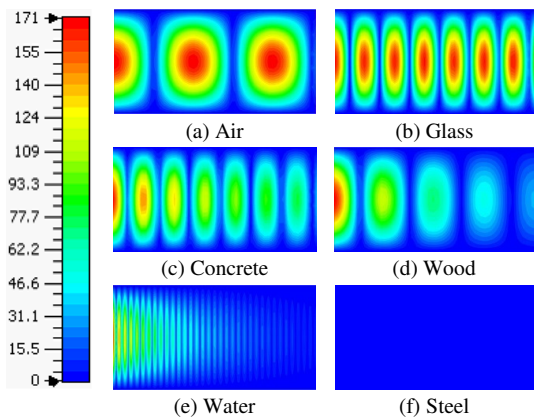 171
155
140
124
109
93.3
77.7
62.2
46.6
31.1
15.5
0
(a) Air
(b) Glass
(c) Concrete
(d) Wood
(e) Water
(f) Steel